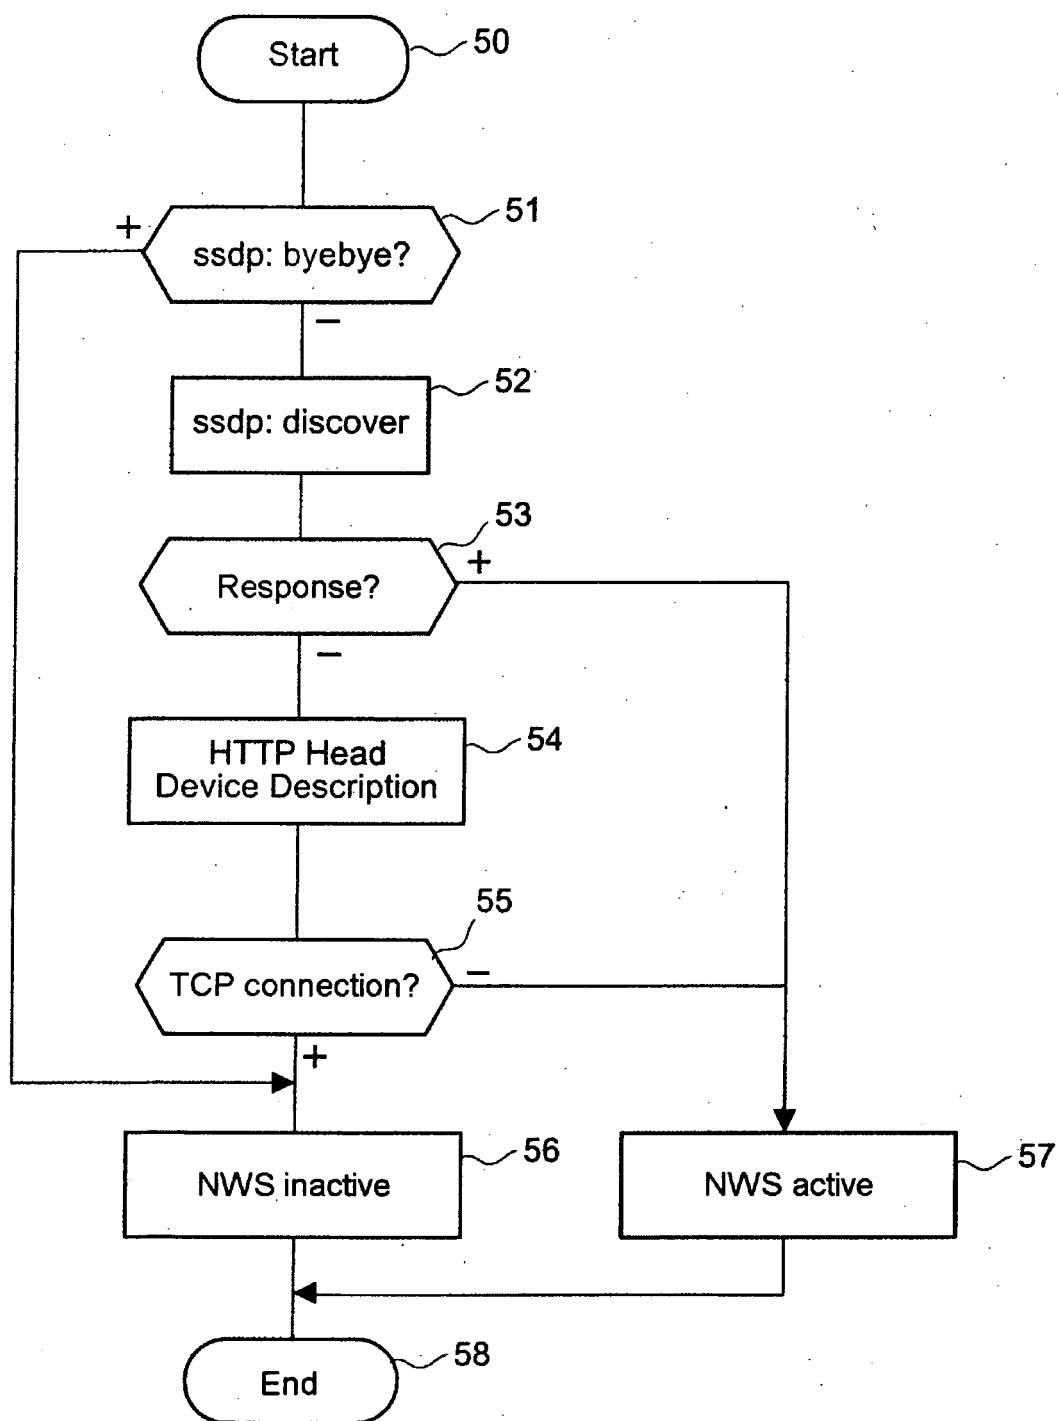 Start
50
+
51
ssdp: byebye?
−
52
ssdp: discover
53
Response?
+
−
54
HTTP Head
Device Description
55
TCP connection?
−
+
56
NWS inactive
57
NWS active
58
End